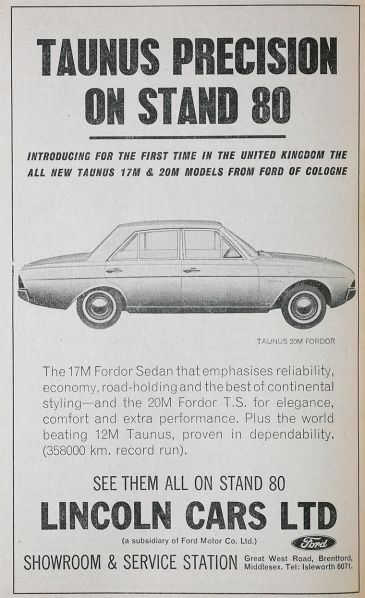 TAUNUS PRECISION
ON STAND 80
INTRODUCING FOR THE FIRST TIME IN THE UNITED KINGDOM THE
ALL NEW TAUNUS 17M & 20M MODELS FROM FORD OF COLOGNE
TAUNUS 20M FORDOR
The 17M Fordor Sedan that emphasises reliability,
economy, road-holding and the best of continental
styling—and the 20M Fordor T.S. for elegance,
comfort and extra performance. Plus the world
beating 12M Taunus, proven in dependability.
(358000 km. record run).
SEE THEM ALL ON STAND 80
LINCOLN CARS LTD
(a subsidiary of Ford Motor Co. Ltd.)
Ford
SHOWROOM & SERVICE STATION
Great West Road, Brentford,
Middlesex. Tel: Isleworth 6071.